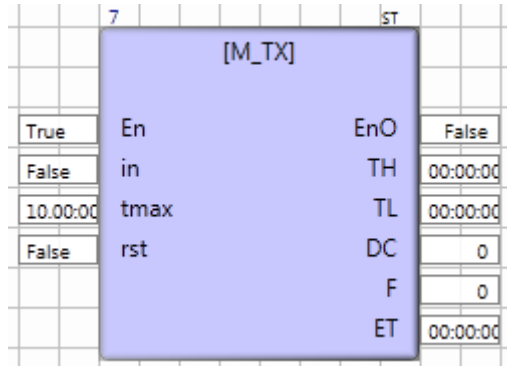 7 ST
[M_TX]
True En EnO False
False in TH 00:00:00
10.00:00 tmax TL 00:00:00
False rst DC 0
F 0
ET 00:00:00